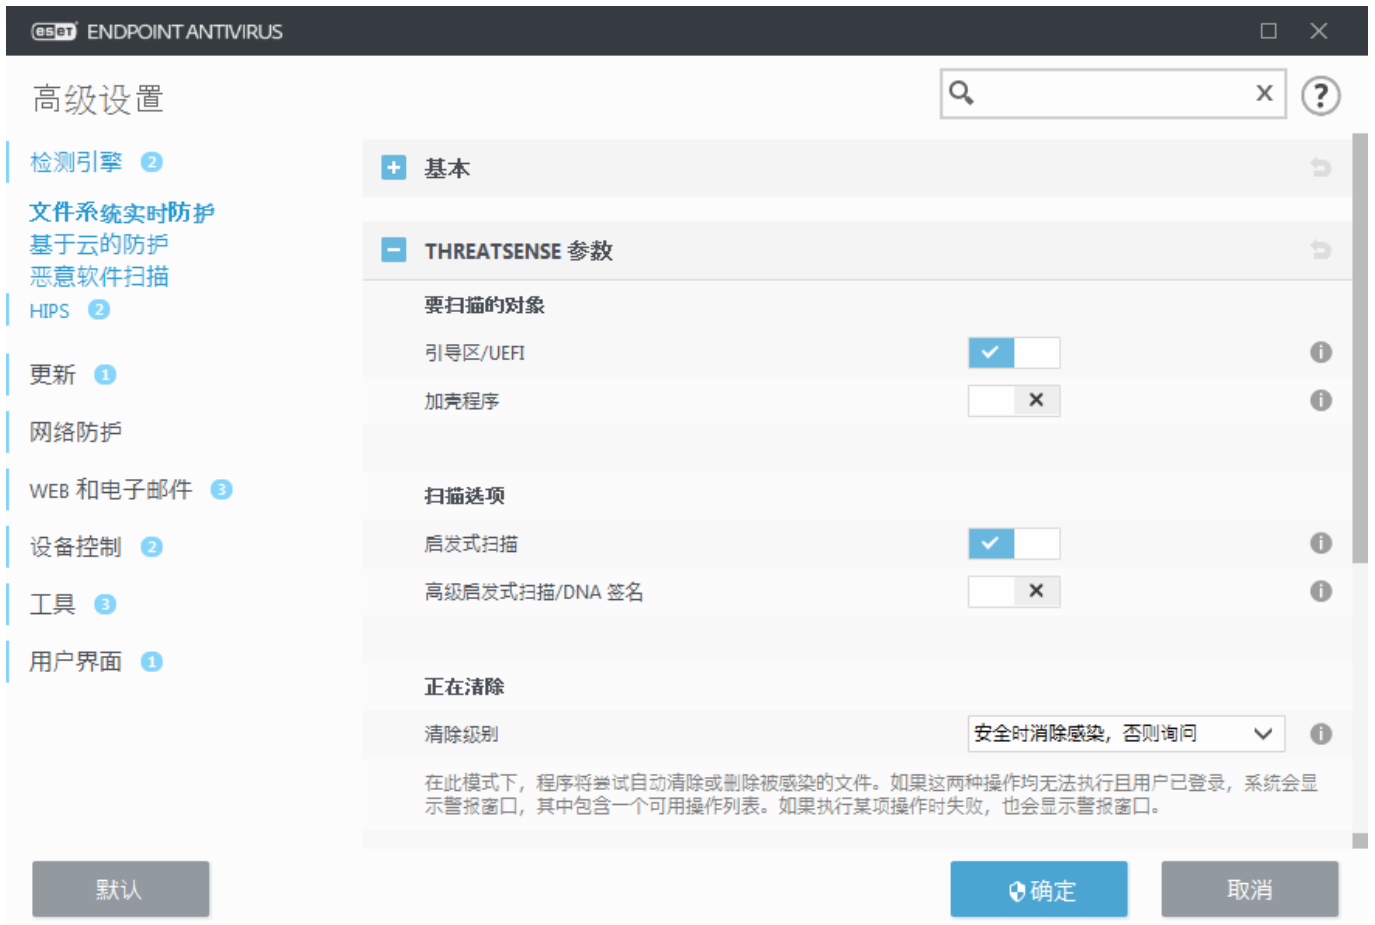 eset ENDPOINT ANTIVIRUS
高级设置
检测引擎 2
文件系统实时防护
基于云的防护
恶意软件扫描
HIPS 2
更新 1
网络防护
WEB 和电子邮件 3
设备控制 2
工具 3
用户界面 1
基本
THREATSENSE 参数
要扫描的对象
引导区/UEFI
加壳程序
扫描选项
启发式扫描
高级启发式扫描/DNA 签名
正在清除
清除级别 安全时消除感染，否则询问
在此模式下，程序将尝试自动清除或删除被感染的文件。如果这两种操作均无法执行且用户已登录，系统会显
示警报窗口，其中包含一个可用操作列表。如果执行某项操作时失败，也会显示警报窗口。
默认 确定 取消